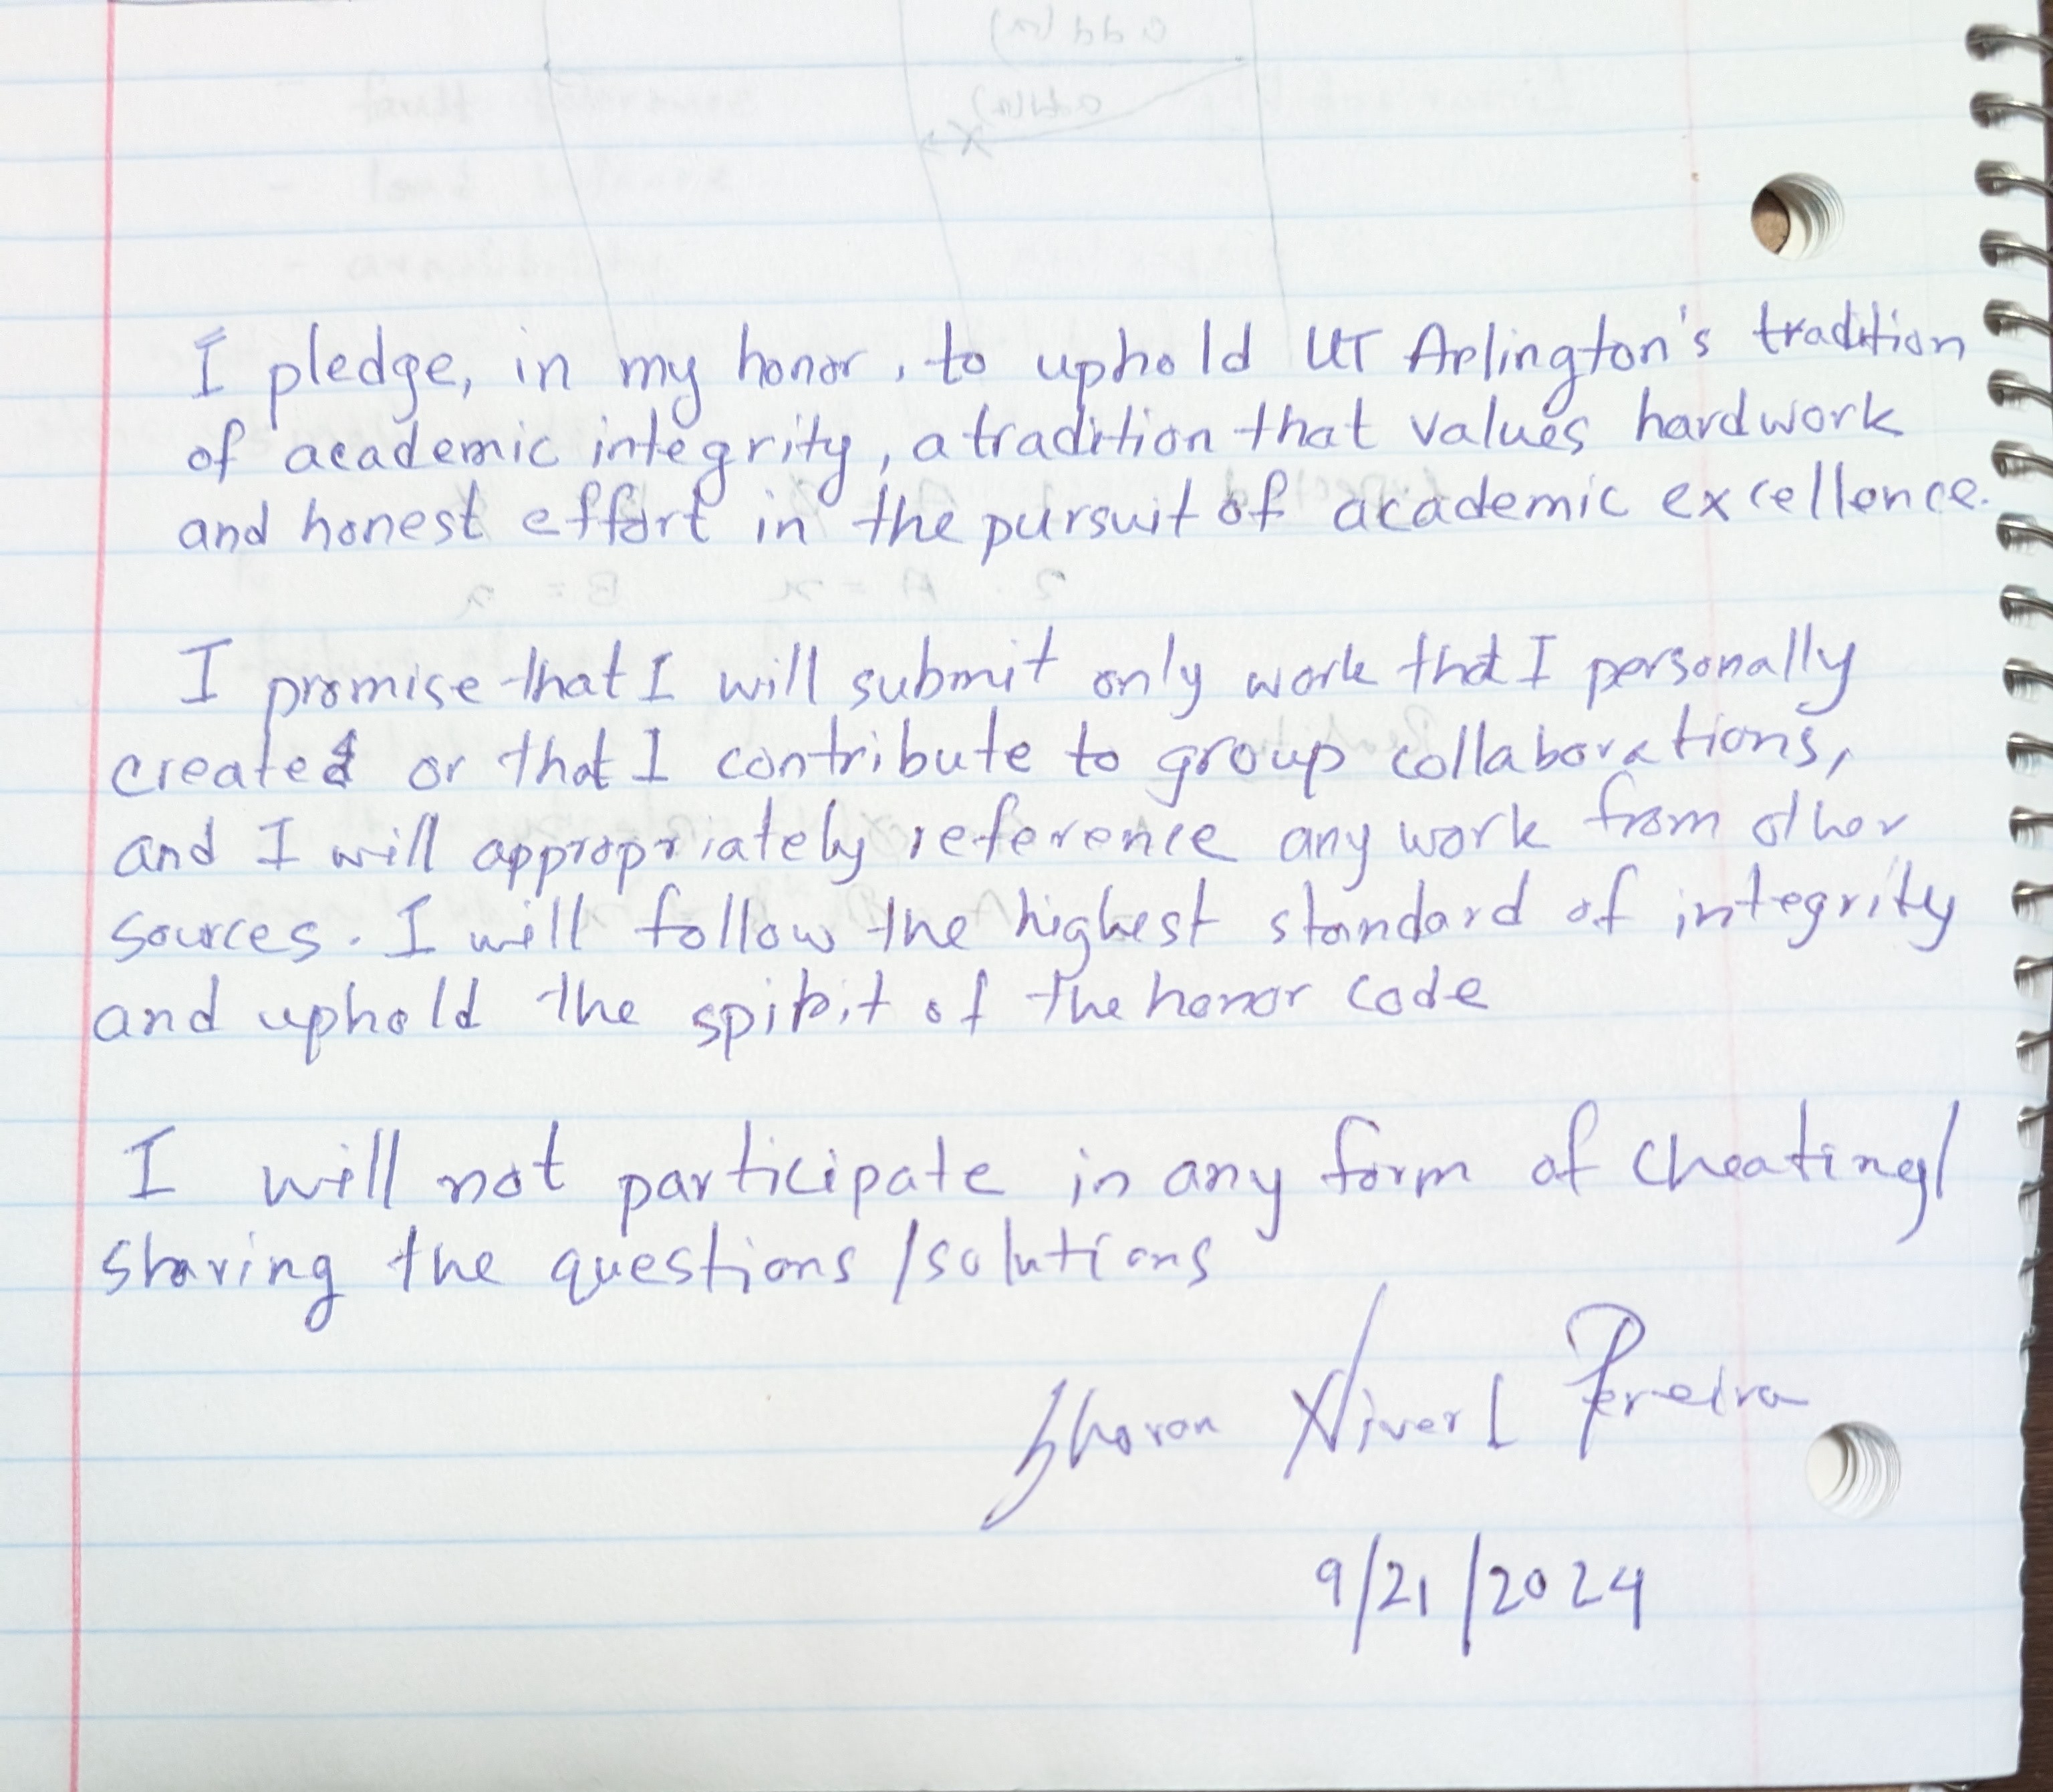 I pledge, in my honor, to uphold UT Arlington's tradition
of academic integrity, a tradition that values hardwork
and honest effort in the pursuit of academic excellence.
I promise that I will submit only work that I personally
created or that I contribute to group collaborations,
and I will appropriately reference any work from other
sources. I will follow the highest standard of integrity
and uphold the spirit of the honor code
I will not participate in any form of cheating/
sharing the questions/solutions
Sharon Pereira
9/21/2024